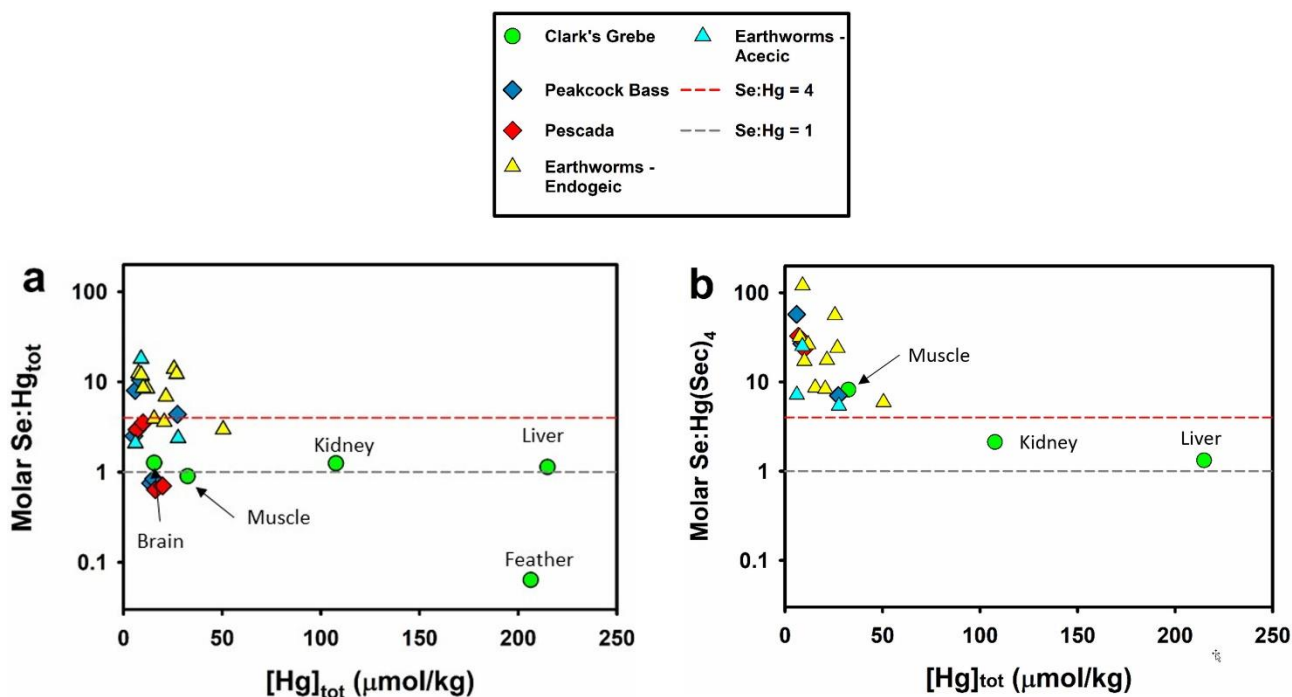 Clark's Grebe
Earthworms -
Acecic
Peakcock Bass
Se:Hg = 4
Pescada
Se:Hg = 1
Earthworms -
Endogeic
a
100
10
1
0.1
Molar Se:Hgtot
Kidney
Liver
Brain
Muscle
Feather
0 50 100 150 200 250
[Hg]tot (μmol/kg)
b
100
10
1
0.1
Molar Se:Hg(Sec)4
Muscle
Kidney
Liver
0 50 100 150 200 250
[Hg]tot (μmol/kg)